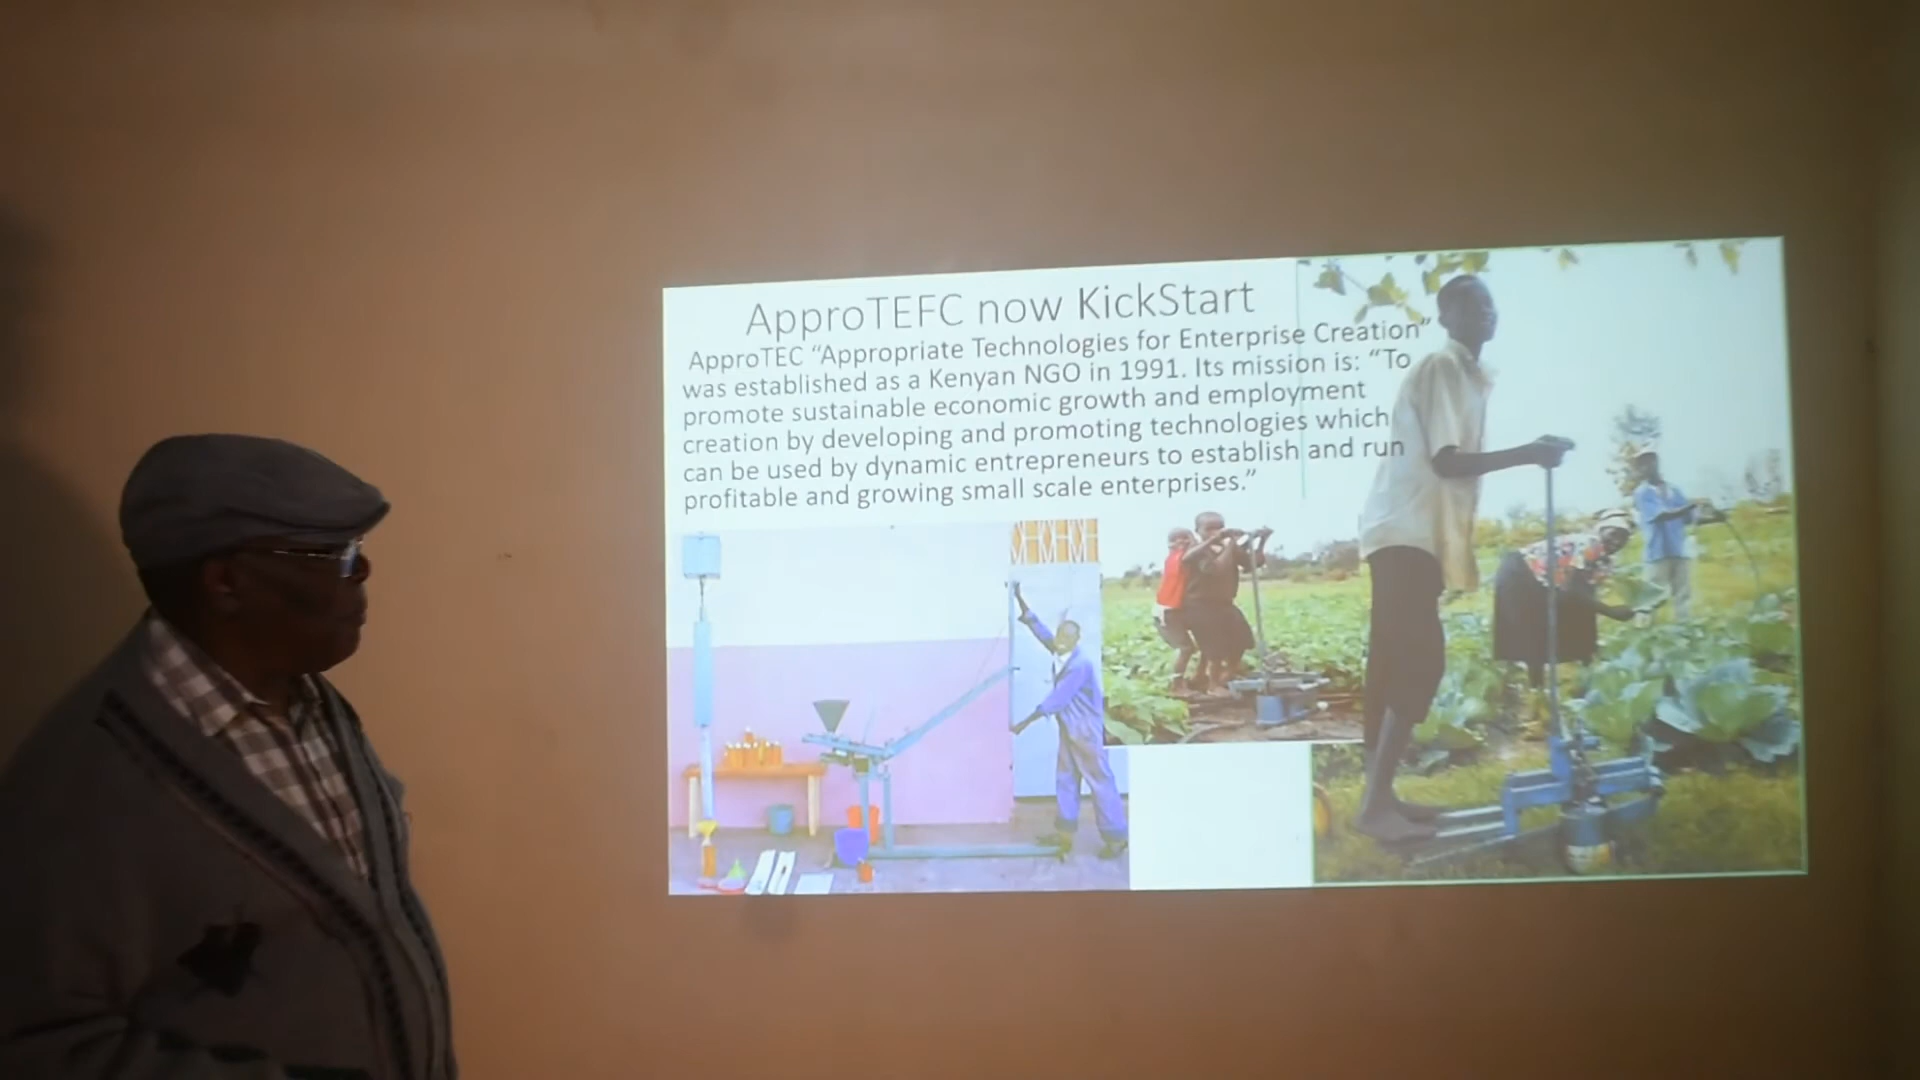 ApproTEFC now KickStart
ApproTEC “Appropriate Technologies for Enterprise Creation”
was established as a Kenyan NGO in 1991. Its mission is: “To
promote sustainable economic growth and employment
creation by developing and promoting technologies which
can be used by dynamic entrepreneurs to establish and run
profitable and growing small scale enterprises.”